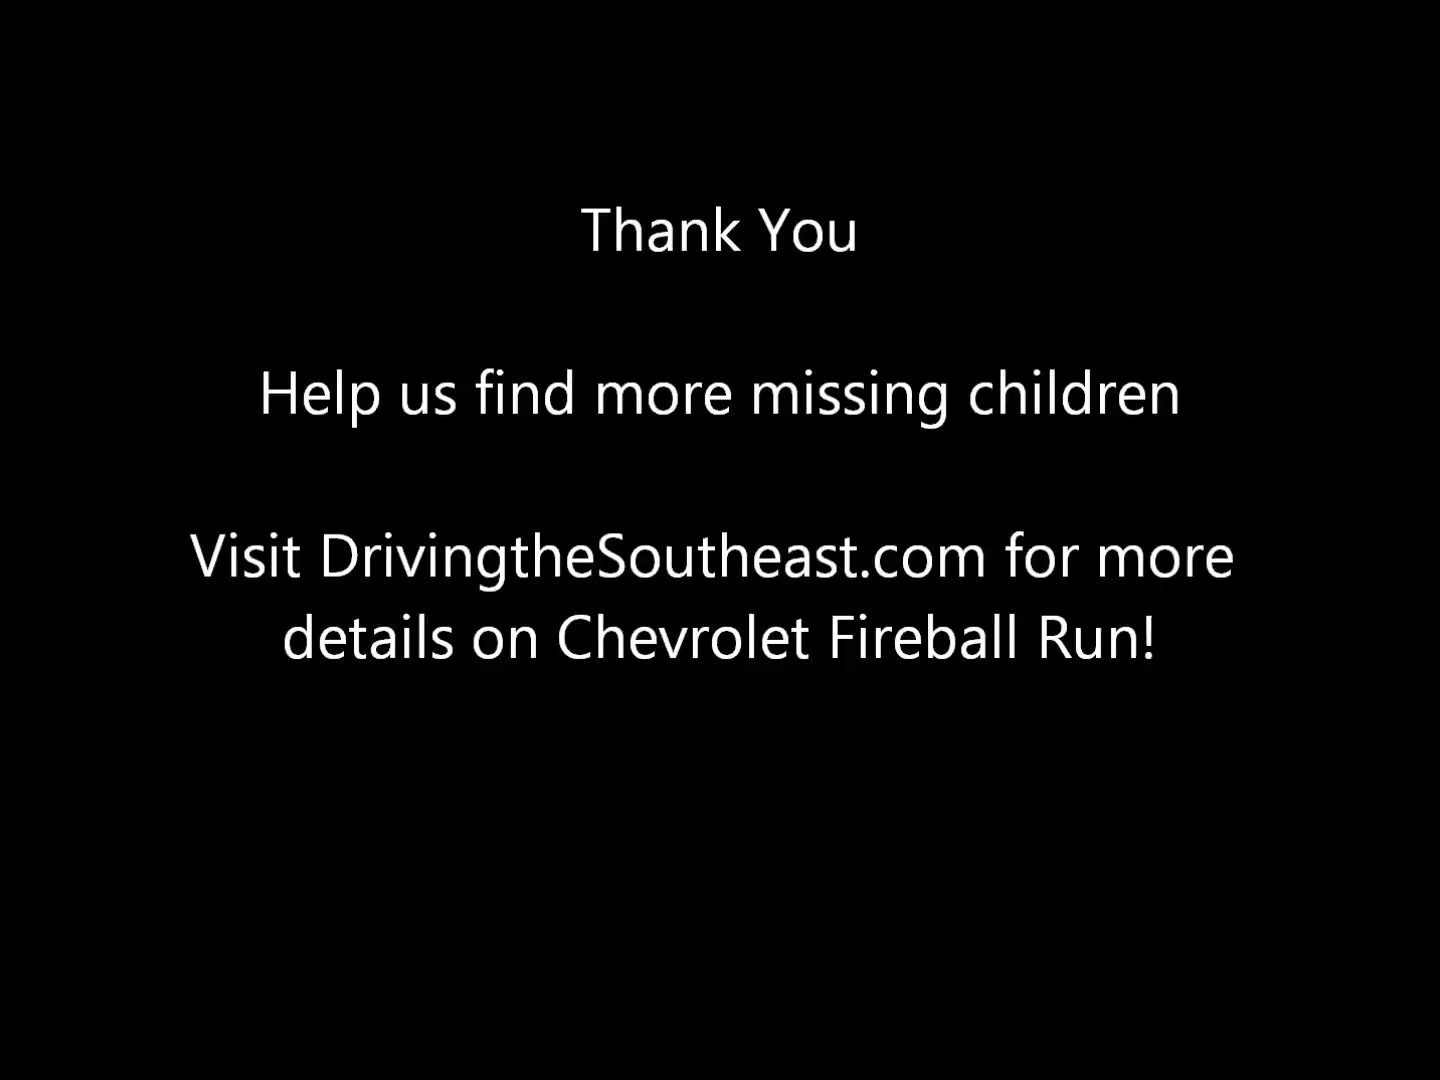 Thank You
Help us find more missing children
Visit DrivingtheSoutheast.com for more
details on Chevrolet Fireball Run!